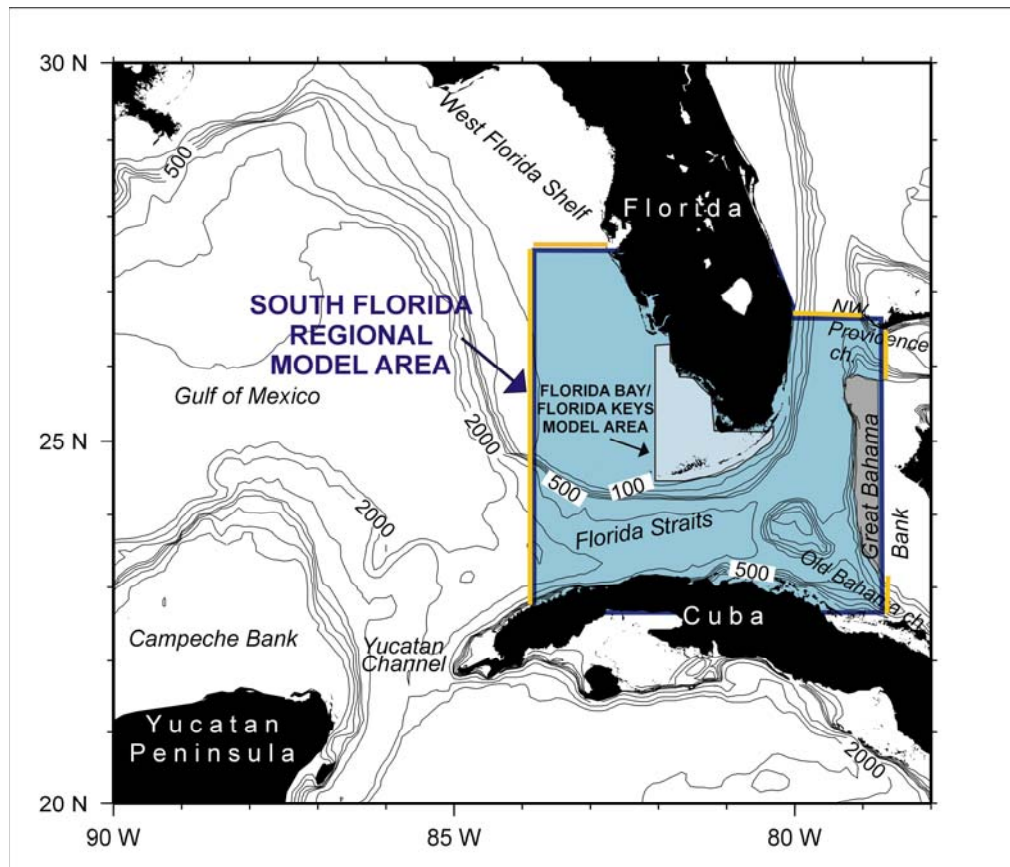 30 N
West Florida Shelf
500
Florida
SOUTH FLORIDA
REGIONAL
MODEL AREA
NW
Providence
ch.
FLORIDA BAY/
FLORIDA KEYS
MODEL AREA
Gulf of Mexico
25 N
2000
500
100
Great Bahama
Bank
2000
Florida Straits
500
Old Bahama ch.
Cuba
Campeche Bank
Yucatan
Channel
Yucatan
Peninsula
2000
20 N
90 W
85 W
80 W